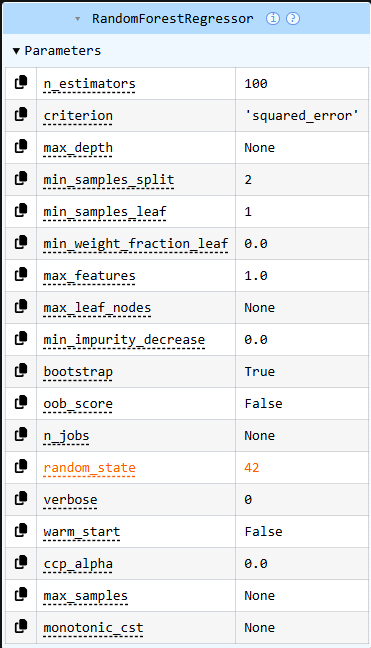 RandomForestRegressor i ?
Parameters
n_estimators 100
criterion 'squared_error'
max_depth None
min_samples_split 2
min_samples_leaf 1
min_weight_fraction_leaf 0.0
max_features 1.0
max_leaf_nodes None
min_impurity_decrease 0.0
bootstrap True
oob_score False
n_jobs None
random_state 42
verbose 0
warm_start False
ccp_alpha 0.0
max_samples None
monotonic_cst None